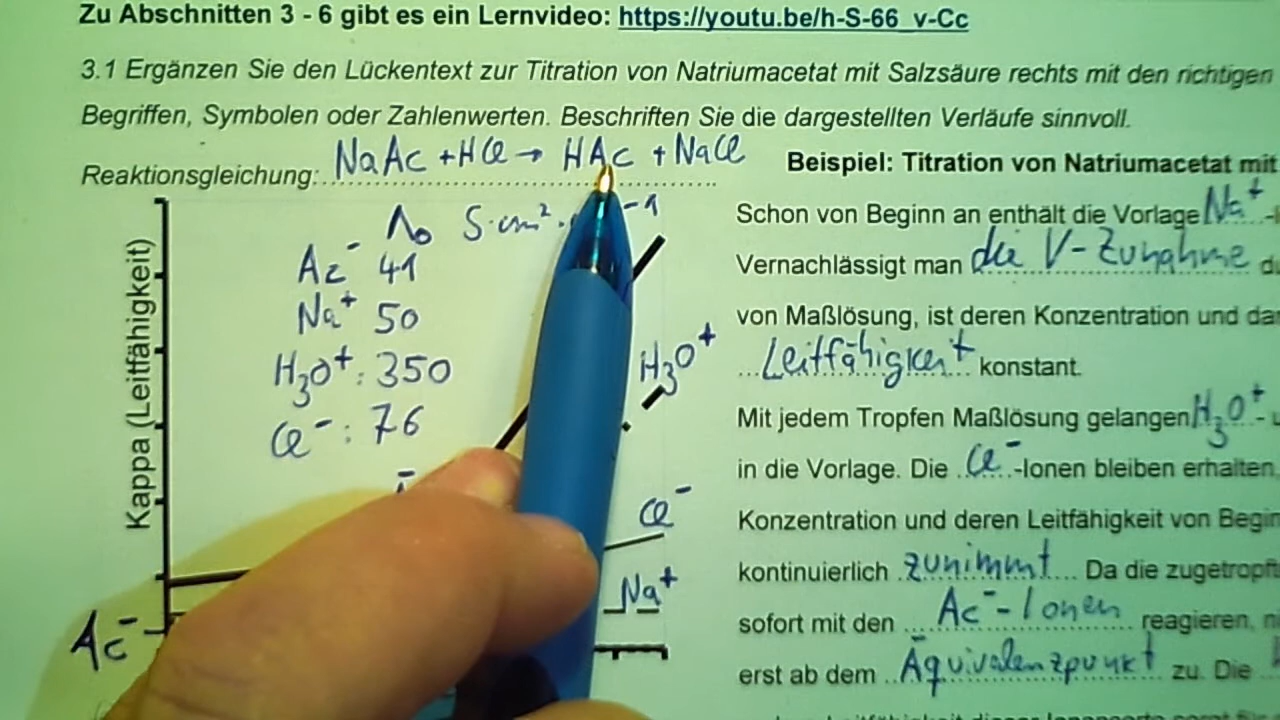 Zu Abschnitten 3 - 6 gibt es ein Lernvideo: https://youtu.be/h-S-66_v-Cc
3.1 Ergänzen Sie den Lückentext zur Titration von Natriumacetat mit Salzsäure rechts mit den richtigen
Begriffen, Symbolen oder Zahlenwerten. Beschriften Sie die dargestellten Verläufe sinnvoll.
Reaktionsgleichung: NaAc + HCl → HAc + NaCl
Λ₀ S·cm²· ⁻¹
Ac⁻ 41
Na⁺ 50
H₃O⁺: 350
Cl⁻: 76
Kappa (Leitfähigkeit)
H₃O⁺
Cl⁻
Na⁺
Ac⁻
Beispiel: Titration von Natriumacetat mit
Schon von Beginn an enthält die Vorlage Na⁺
Vernachlässigt man die V-Zunahme
von Maßlösung, ist deren Konzentration und
Leitfähigkeit konstant.
Mit jedem Tropfen Maßlösung gelangen H₃O⁺-
in die Vorlage. Die Cl⁻-Ionen bleiben erhalten
Konzentration und deren Leitfähigkeit von
kontinuierlich zunimmt. Da die
sofort mit den Ac⁻-Ionen reagieren,
erst ab dem Äquivalenzpunkt zu. Die